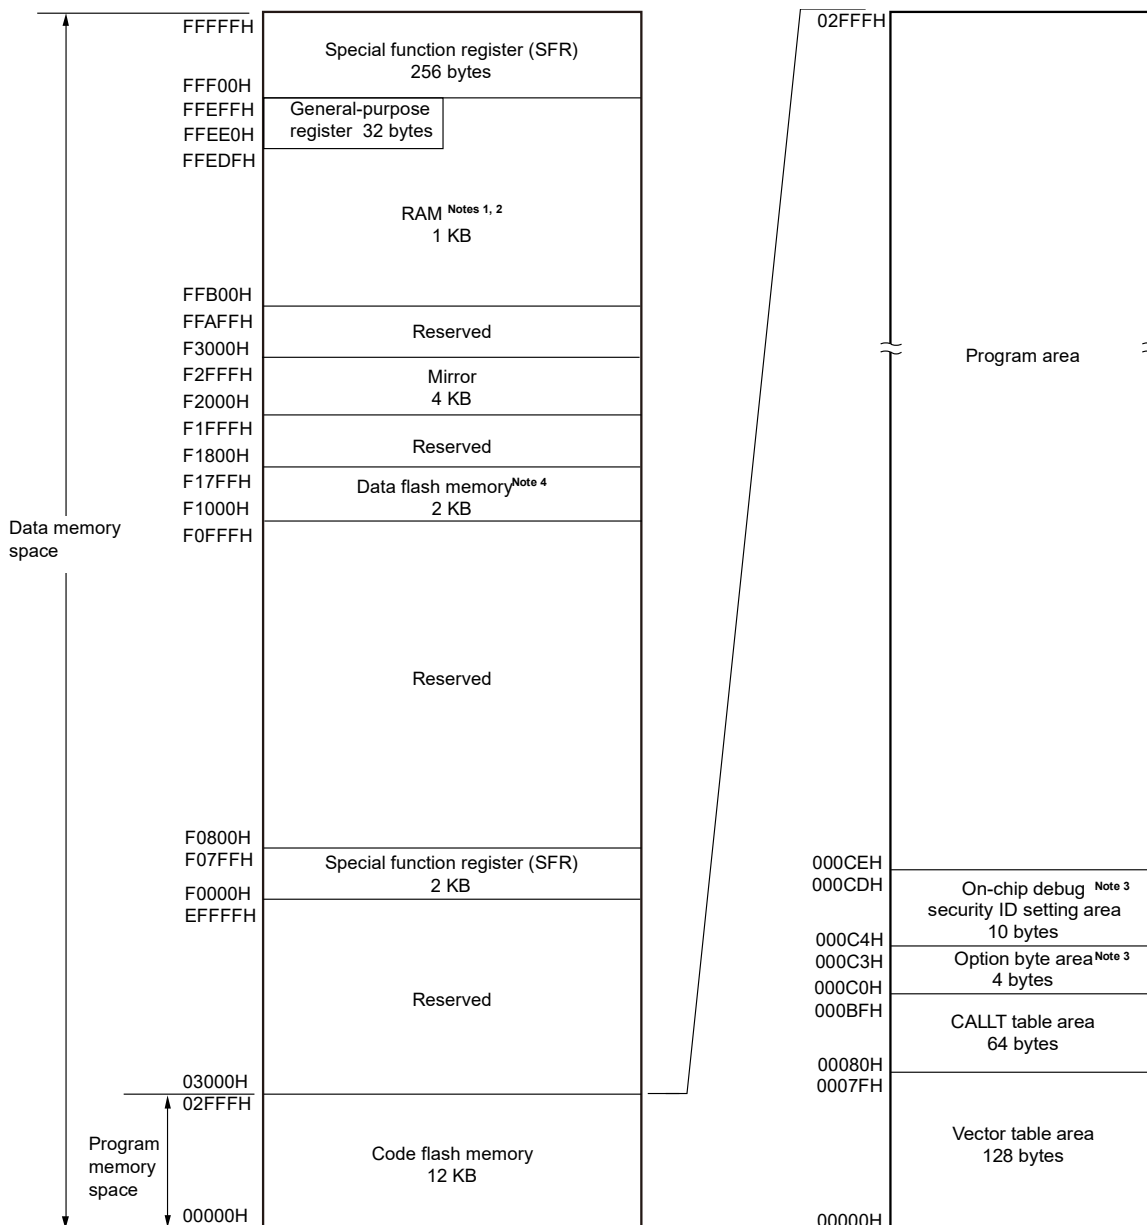 FFFFFH
Special function register (SFR)
256 bytes
FFF00H
FFEFFH
General-purpose
register 32 bytes
FFEE0H
FFEDFH
RAM Notes 1, 2
1 KB
FFB00H
FFAFFH
Reserved
F3000H
F2FFFH
Mirror
4 KB
F2000H
F1FFFH
Reserved
F1800H
F17FFH
Data flash memory Note 4
2 KB
F1000H
F0FFFH
Data memory
space
Reserved
F0800H
F07FFH
Special function register (SFR)
2 KB
F0000H
EFFFFH
Reserved
03000H
02FFFH
Program
memory
space
Code flash memory
12 KB
00000H
02FFFH
Program area
000CEH
000CDH
On-chip debug Note 3
security ID setting area
10 bytes
000C4H
000C3H
Option byte area Note 3
4 bytes
000C0H
000BFH
CALLT table area
64 bytes
00080H
0007FH
Vector table area
128 bytes
00000H